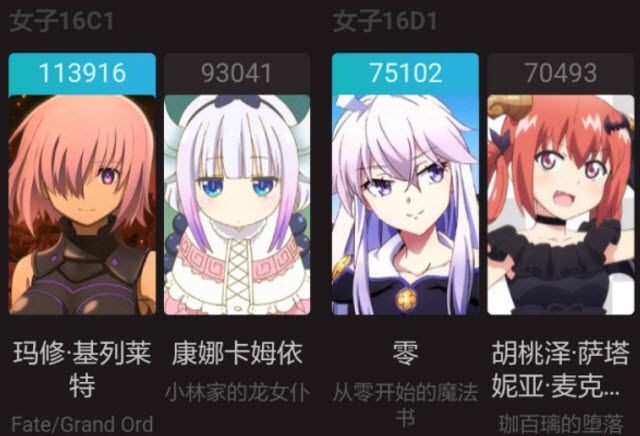 女子16C1
女子16D1
113916
93041
75102
70493
玛修·基列莱
特
Fate/Grand Ord
康娜卡姆依
小林家的龙女仆
零
从零开始的魔法
书
胡桃泽·萨塔
妮亚·麦克...
珈百璃的堕落